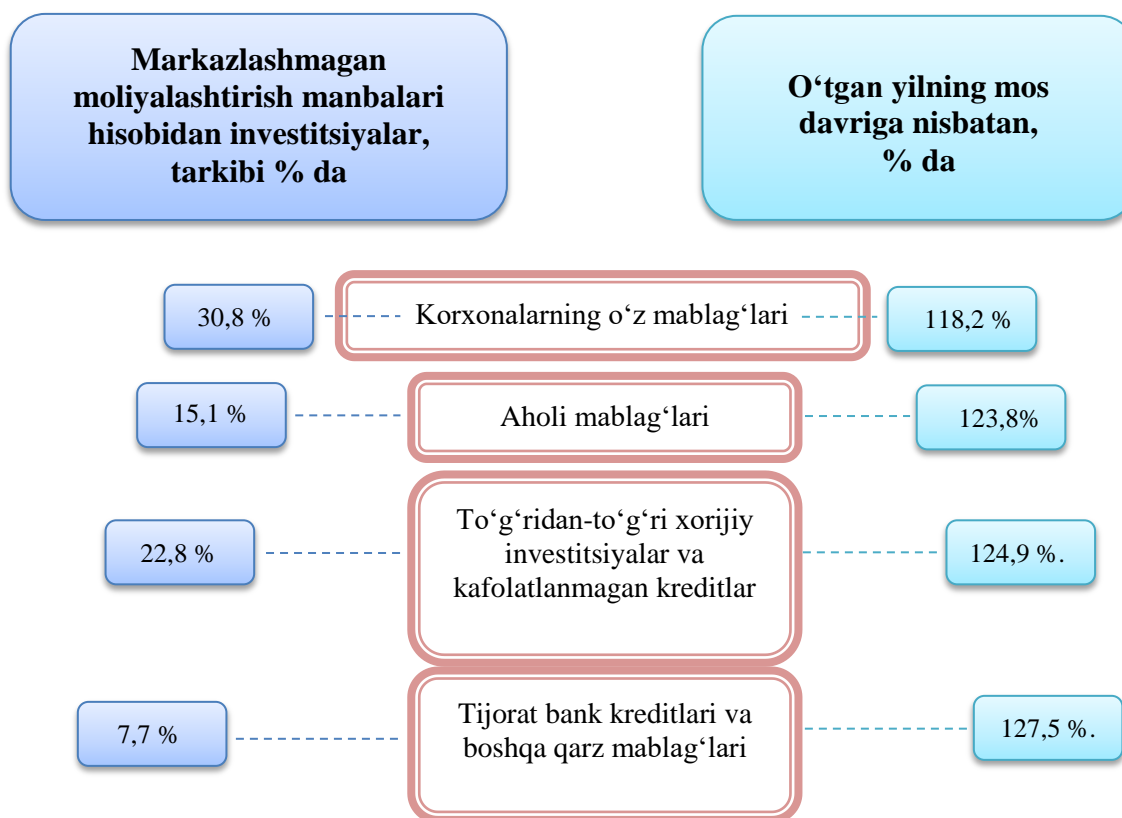 Markazlashmagan
moliyalashtirish manbalari
hisobidan investitsiyalar,
tarkibi % da
O‘tgan yilning mos
davriga nisbatan,
% da
30,8 %
Korxonalarning o‘z mablag‘lari
118,2 %
15,1 %
Aholi mablag‘lari
123,8%
22,8 %
To‘g‘ridan-to‘g‘ri xorijiy
investitsiyalar va
kafolatlanmagan kreditlar
124,9 %.
7,7 %
Tijorat bank kreditlari va
boshqa qarz mablag‘lari
127,5 %.